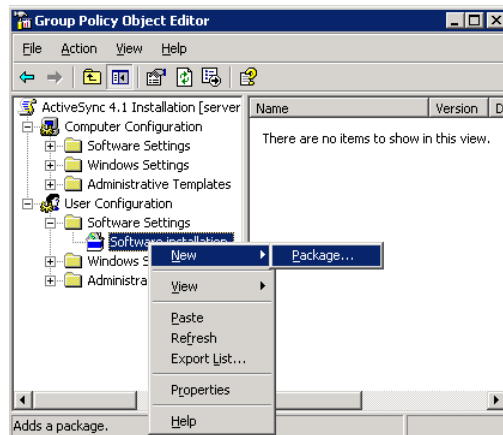 Group Policy Object Editor
File Action View Help
ActiveSync 4.1 Installation [server
Name Version D
Computer Configuration
There are no items to show in this view.
Software Settings
Windows Settings
Administrative Templates
User Configuration
Software Settings
Software installation
New Package...
Windows S
Administra
View
Paste
Refresh
Export List...
Properties
Help
Adds a package.